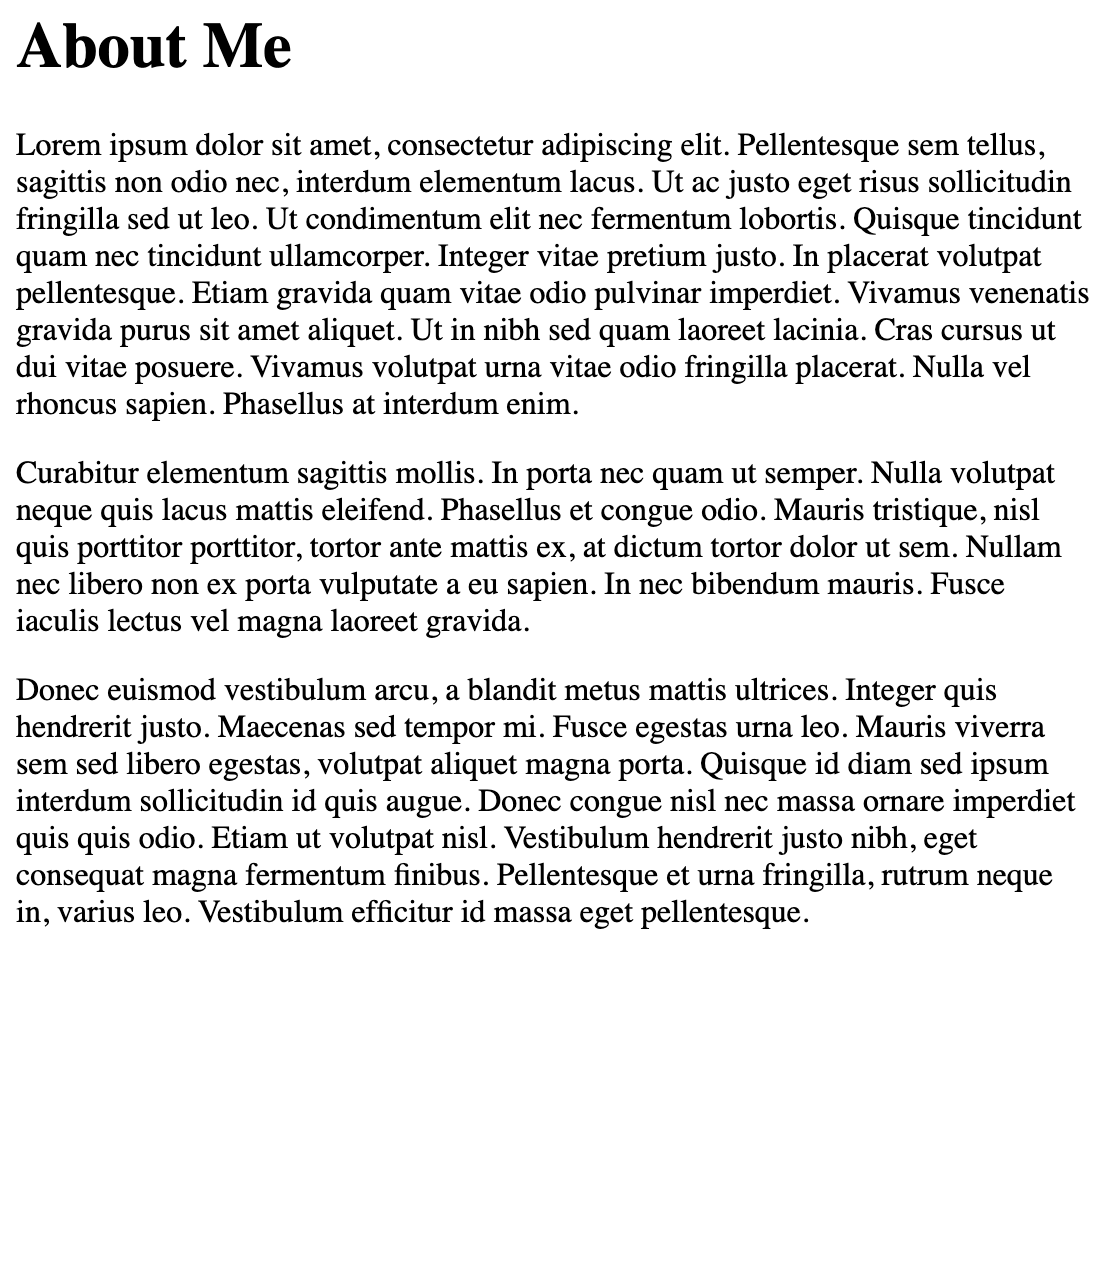 About Me
Lorem ipsum dolor sit amet, consectetur adipiscing elit. Pellentesque sem tellus,
sagittis non odio nec, interdum elementum lacus. Ut ac justo eget risus sollicitudin
fringilla sed ut leo. Ut condimentum elit nec fermentum lobortis. Quisque tincidunt
quam nec tincidunt ullamcorper. Integer vitae pretium justo. In placerat volutpat
pellentesque. Etiam gravida quam vitae odio pulvinar imperdiet. Vivamus venenatis
gravida purus sit amet aliquet. Ut in nibh sed quam laoreet lacinia. Cras cursus ut
dui vitae posuere. Vivamus volutpat urna vitae odio fringilla placerat. Nulla vel
rhoncus sapien. Phasellus at interdum enim.
Curabitur elementum sagittis mollis. In porta nec quam ut semper. Nulla volutpat
neque quis lacus mattis eleifend. Phasellus et congue odio. Mauris tristique, nisl
quis porttitor porttitor, tortor ante mattis ex, at dictum tortor dolor ut sem. Nullam
nec libero non ex porta vulputate a eu sapien. In nec bibendum mauris. Fusce
iaculis lectus vel magna laoreet gravida.
Donec euismod vestibulum arcu, a blandit metus mattis ultrices. Integer quis
hendrerit justo. Maecenas sed tempor mi. Fusce egestas urna leo. Mauris viverra
sem sed libero egestas, volutpat aliquet magna porta. Quisque id diam sed ipsum
interdum sollicitudin id quis augue. Donec congue nisl nec massa ornare imperdiet
quis quis odio. Etiam ut volutpat nisl. Vestibulum hendrerit justo nibh, eget
consequat magna fermentum finibus. Pellentesque et urna fringilla, rutrum neque
in, varius leo. Vestibulum efficitur id massa eget pellentesque.